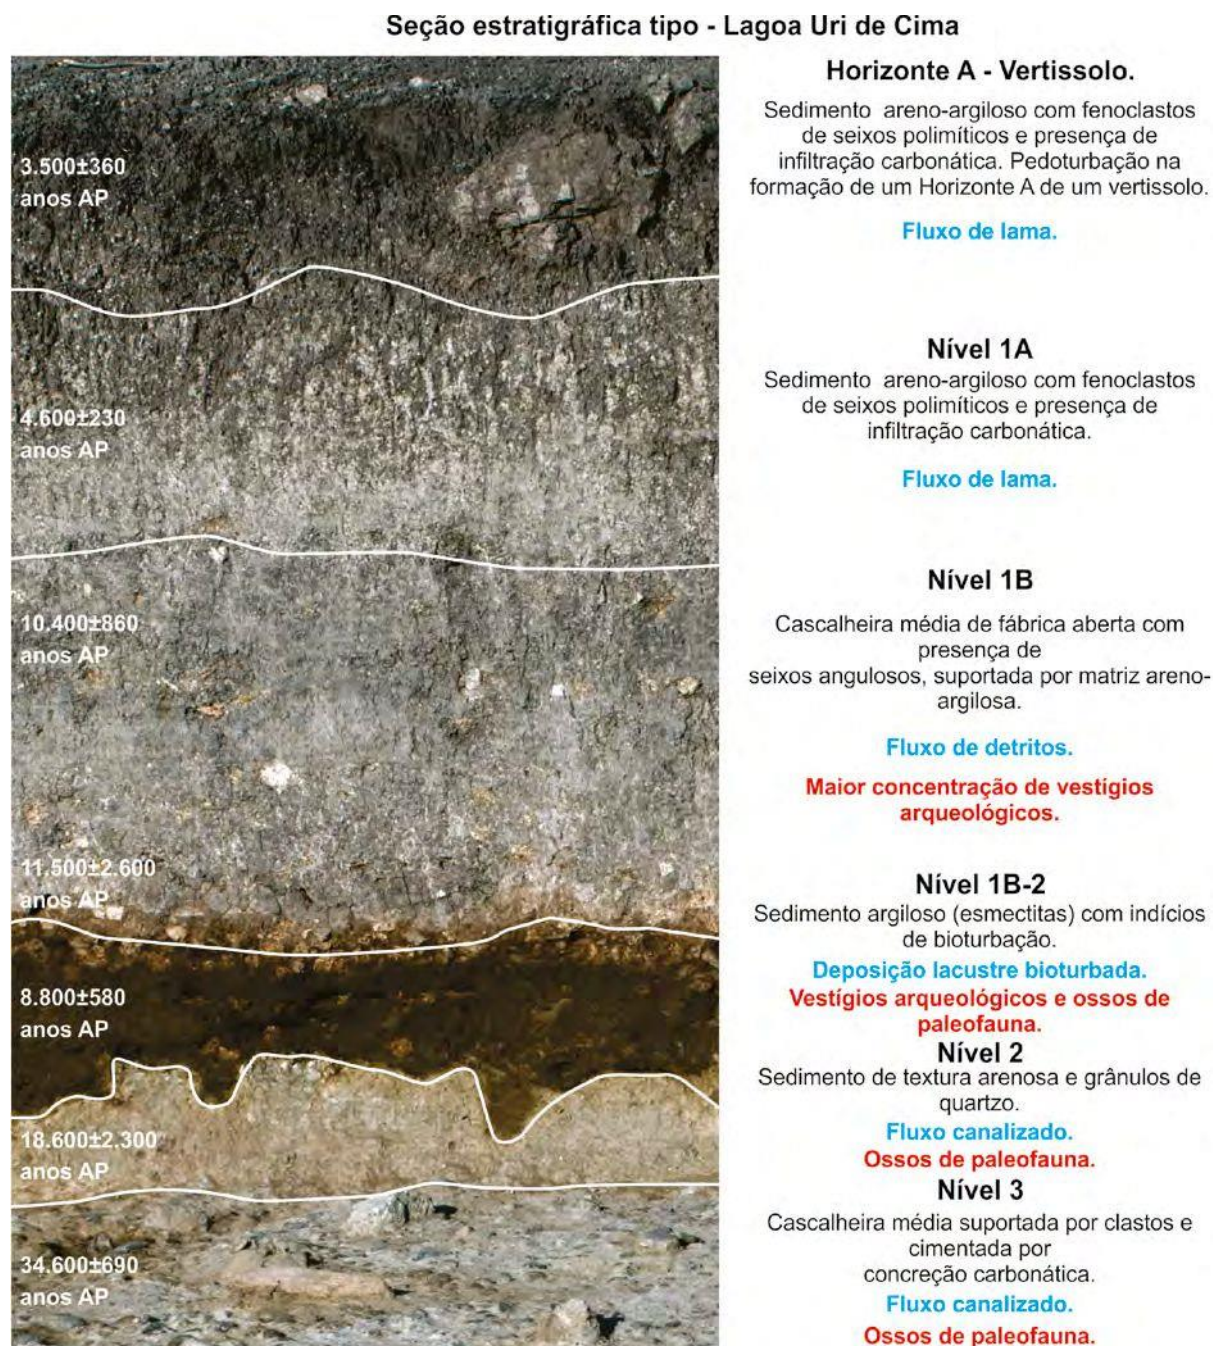 Seção estratigráfica tipo - Lagoa Uri de Cima
Horizonte A - Vertissolo.
Sedimento areno-argiloso com fenoclastos
de seixos polimíticos e presença de
infiltração carbonática. Pedoturbação na
formação de um Horizonte A de um vertissolo.
Fluxo de lama.
3.500±360
anos AP
Nível 1A
Sedimento areno-argiloso com fenoclastos
de seixos polimíticos e presença de
infiltração carbonática.
Fluxo de lama.
4.600±230
anos AP
Nível 1B
Cascalheira média de fábrica aberta com
presença de
seixos angulosos, suportada por matriz areno-
argilosa.
Fluxo de detritos.
Maior concentração de vestígios
arqueológicos.
10.400±860
anos AP
11.500±2.600
anos AP
Nível 1B-2
Sedimento argiloso (esmectitas) com indícios
de bioturbação.
Deposição lacustre bioturbada.
Vestígios arqueológicos e ossos de
paleofauna.
8.800±580
anos AP
Nível 2
Sedimento de textura arenosa e grânulos de
quartzo.
Fluxo canalizado.
Ossos de paleofauna.
18.600±2.300
anos AP
Nível 3
Cascalheira média suportada por clastos e
cimentada por
concreção carbonática.
Fluxo canalizado.
Ossos de paleofauna.
34.600±690
anos AP